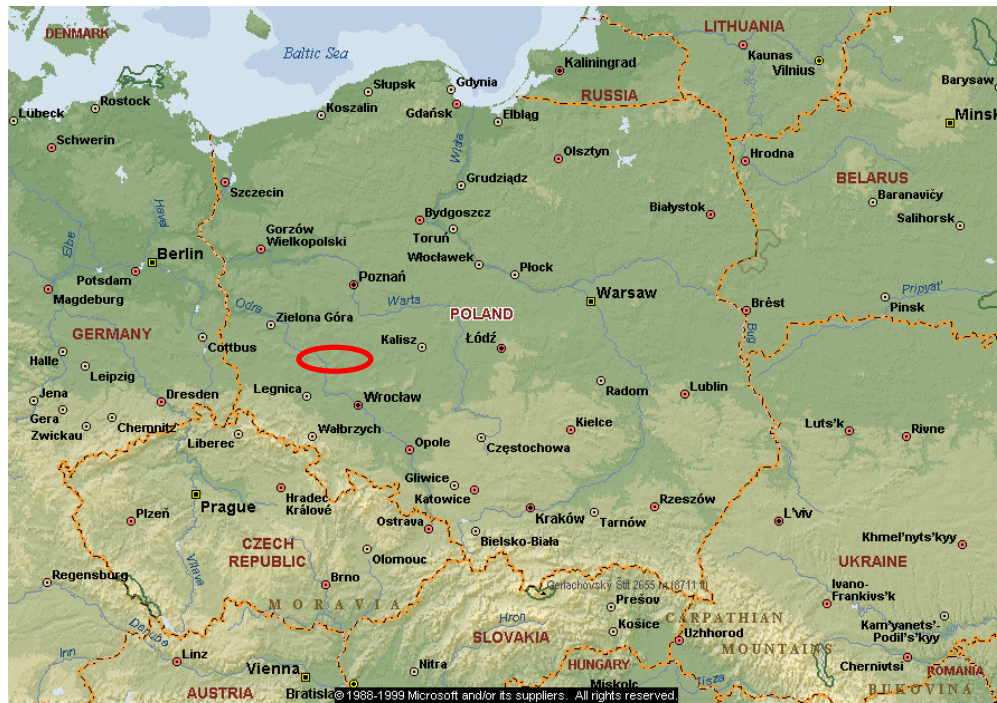 DENMARK
Baltic Sea
LITHUANIA
Kaunas
Vilnius
Kaliningrad
RUSSIA
Barysaw
Minsk
Rostock
Lübeck
Schwerin
Słupsk
Gdynia
Koszalin
Gdańsk
Elbląg
Wisła
Olsztyn
Hrodna
BELARUS
Baranavičy
Salihorsk
Szczecin
Grudziądz
Białystok
Havel
Elbe
Bydgoszcz
Toruń
Gorzów
Wielkopolski
Berlin
Włocławek
Płock
Potsdam
Magdeburg
Poznań
Warsaw
Pripyat'
Pinsk
Odra
Warta
POLAND
Brést
Bug
GERMANY
Zielona Góra
Kalisz
Łódź
Cottbus
Halle
Leipzig
Radom
Lublin
Legnica
Wrocław
Jena
Gera
Zwickau
Chemnitz
Dresden
Liberec
Wałbrzych
Opole
Częstochowa
Kielce
Luts'k
Rivne
Gliwice
Katowice
Prague
Hradec
Králové
Plzeň
Ostrava
Kraków
Tarnów
Rzeszów
L'viv
Bielsko-Biała
Khmel'nyts'kyy
CZECH
REPUBLIC
Olomouc
Vltava
UKRAINE
Regensburg
Brno
MORAVIA
Gerlachovský Štít 2655 m (8711 ft)
Prešov
Ivano-
Frankivs'k
Hron
Košice
CARPATHIAN
MOUNTAINS
Kam'yanets'-
Podil's'kyy
SLOVAKIA
Uzhhorod
Danube
Inn
Linz
Chernivtsi
Vienna
Nitra
HUNGARY
Miskolc
Tisza
ROMANIA
BUKOVINA
AUSTRIA
Bratisla
© 1988-1999 Microsoft and/or its suppliers. All rights reserved.